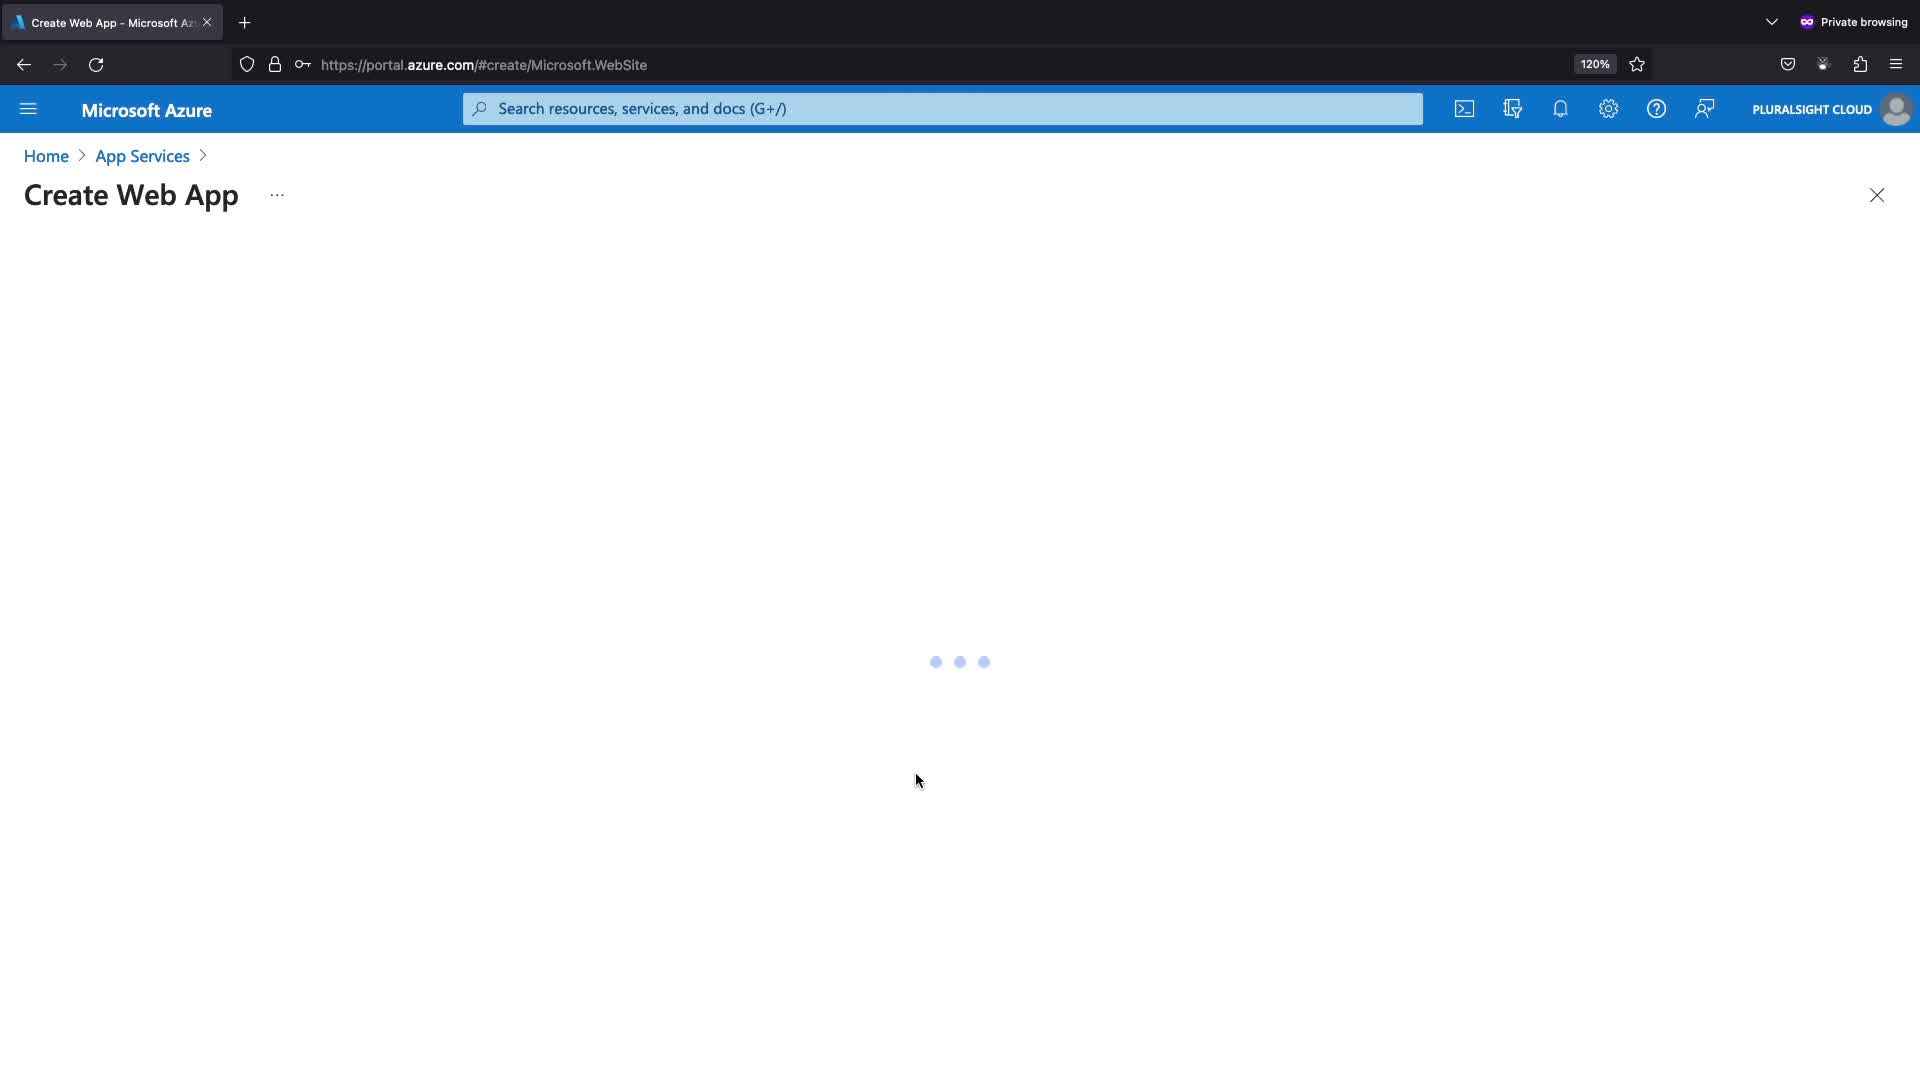 Create Web App - Microsoft Az
Private browsing
https://portal.azure.com/#create/Microsoft.WebSite
120%
Microsoft Azure
Search resources, services, and docs (G+/)
PLURALSIGHT CLOUD
Home > App Services >
Create Web App ...